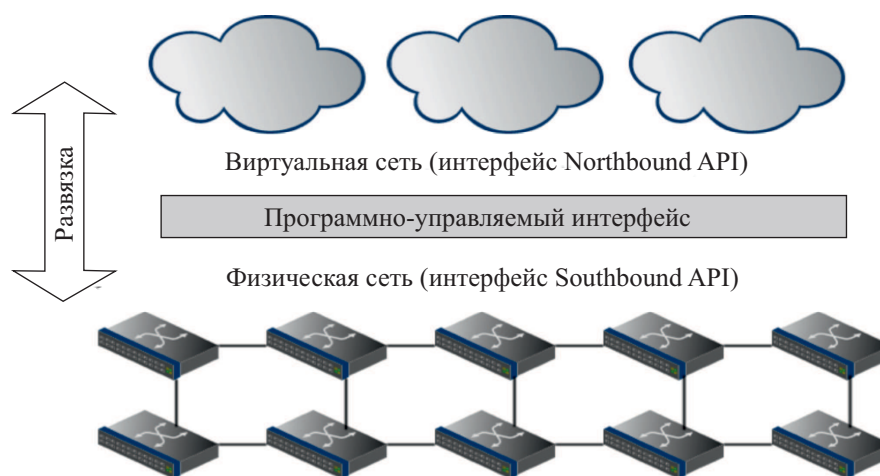 Развязка
Виртуальная сеть (интерфейс Northbound API)
Программно-управляемый интерфейс
Физическая сеть (интерфейс Southbound API)